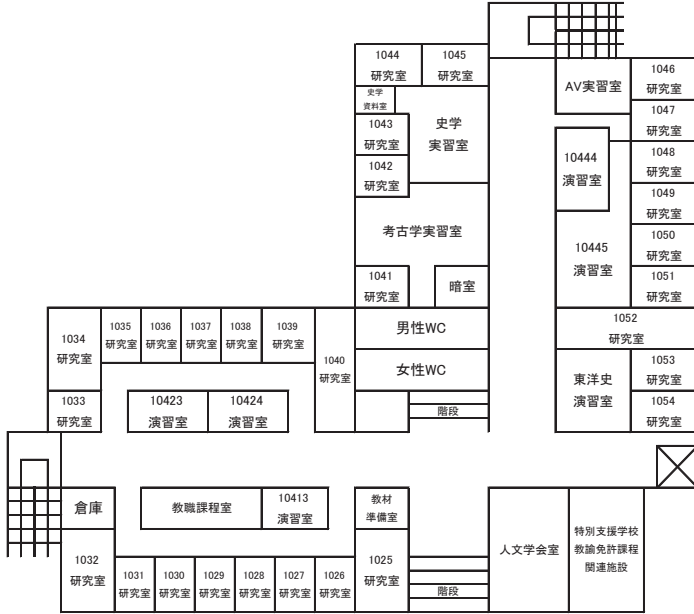 1044
研究室
1045
研究室
史学
資料室
1043
研究室
史学
実習室
1042
研究室
考古学実習室
1041
研究室
暗室
AV実習室
1046
研究室
1047
研究室
10444
演習室
1048
研究室
1049
研究室
10445
演習室
1050
研究室
1051
研究室
1052
研究室
東洋史
演習室
1053
研究室
1054
研究室
1034
研究室
1035
研究室
1036
研究室
1037
研究室
1038
研究室
1039
研究室
1040
研究室
男性WC
女性WC
階段
1033
研究室
10423
演習室
10424
演習室
倉庫
教職課程室
10413
演習室
教材
準備室
1032
研究室
1031
研究室
1030
研究室
1029
研究室
1028
研究室
1027
研究室
1026
研究室
1025
研究室
階段
人文学会室
特別支援学校
教諭免許課程
関連施設